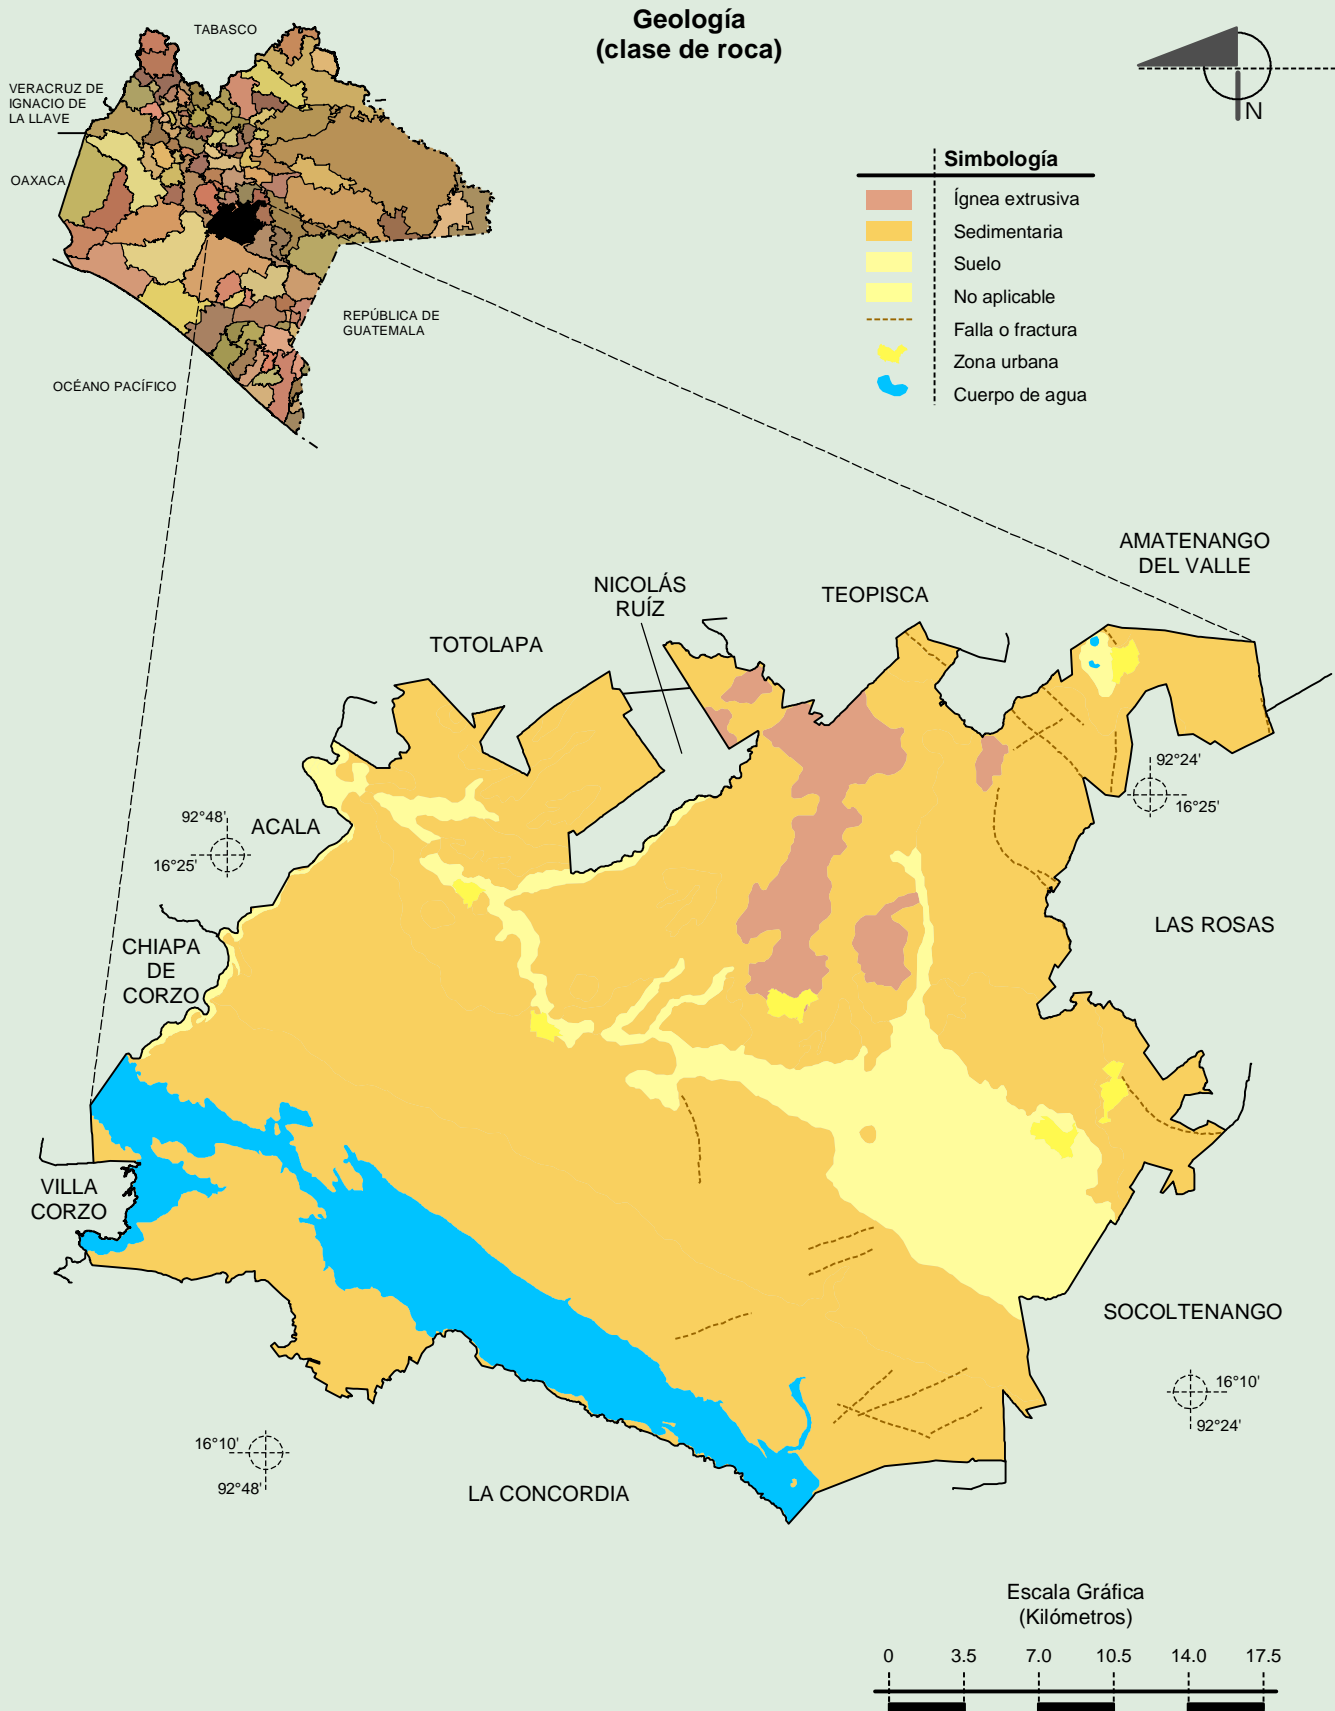 Geología
(clase de roca)
TABASCO
VERACRUZ DE
IGNACIO DE
LA LLAVE
OAXACA
REPÚBLICA DE
GUATEMALA
OCÉANO PACÍFICO
N
Simbología
Ígnea extrusiva
Sedimentaria
Suelo
No aplicable
Falla o fractura
Zona urbana
Cuerpo de agua
AMATENANGO
DEL VALLE
NICOLÁS
RUÍZ
TEOPISCA
TOTOLAPA
92°24'
16°25'
92°48'
ACALA
16°25'
LAS ROSAS
CHIAPA
DE
CORZO
VILLA
CORZO
SOCOLTENANGO
16°10'
92°24'
16°10'
92°48'
LA CONCORDIA
Escala Gráfica
(Kilómetros)
0 3.5 7.0 10.5 14.0 17.5